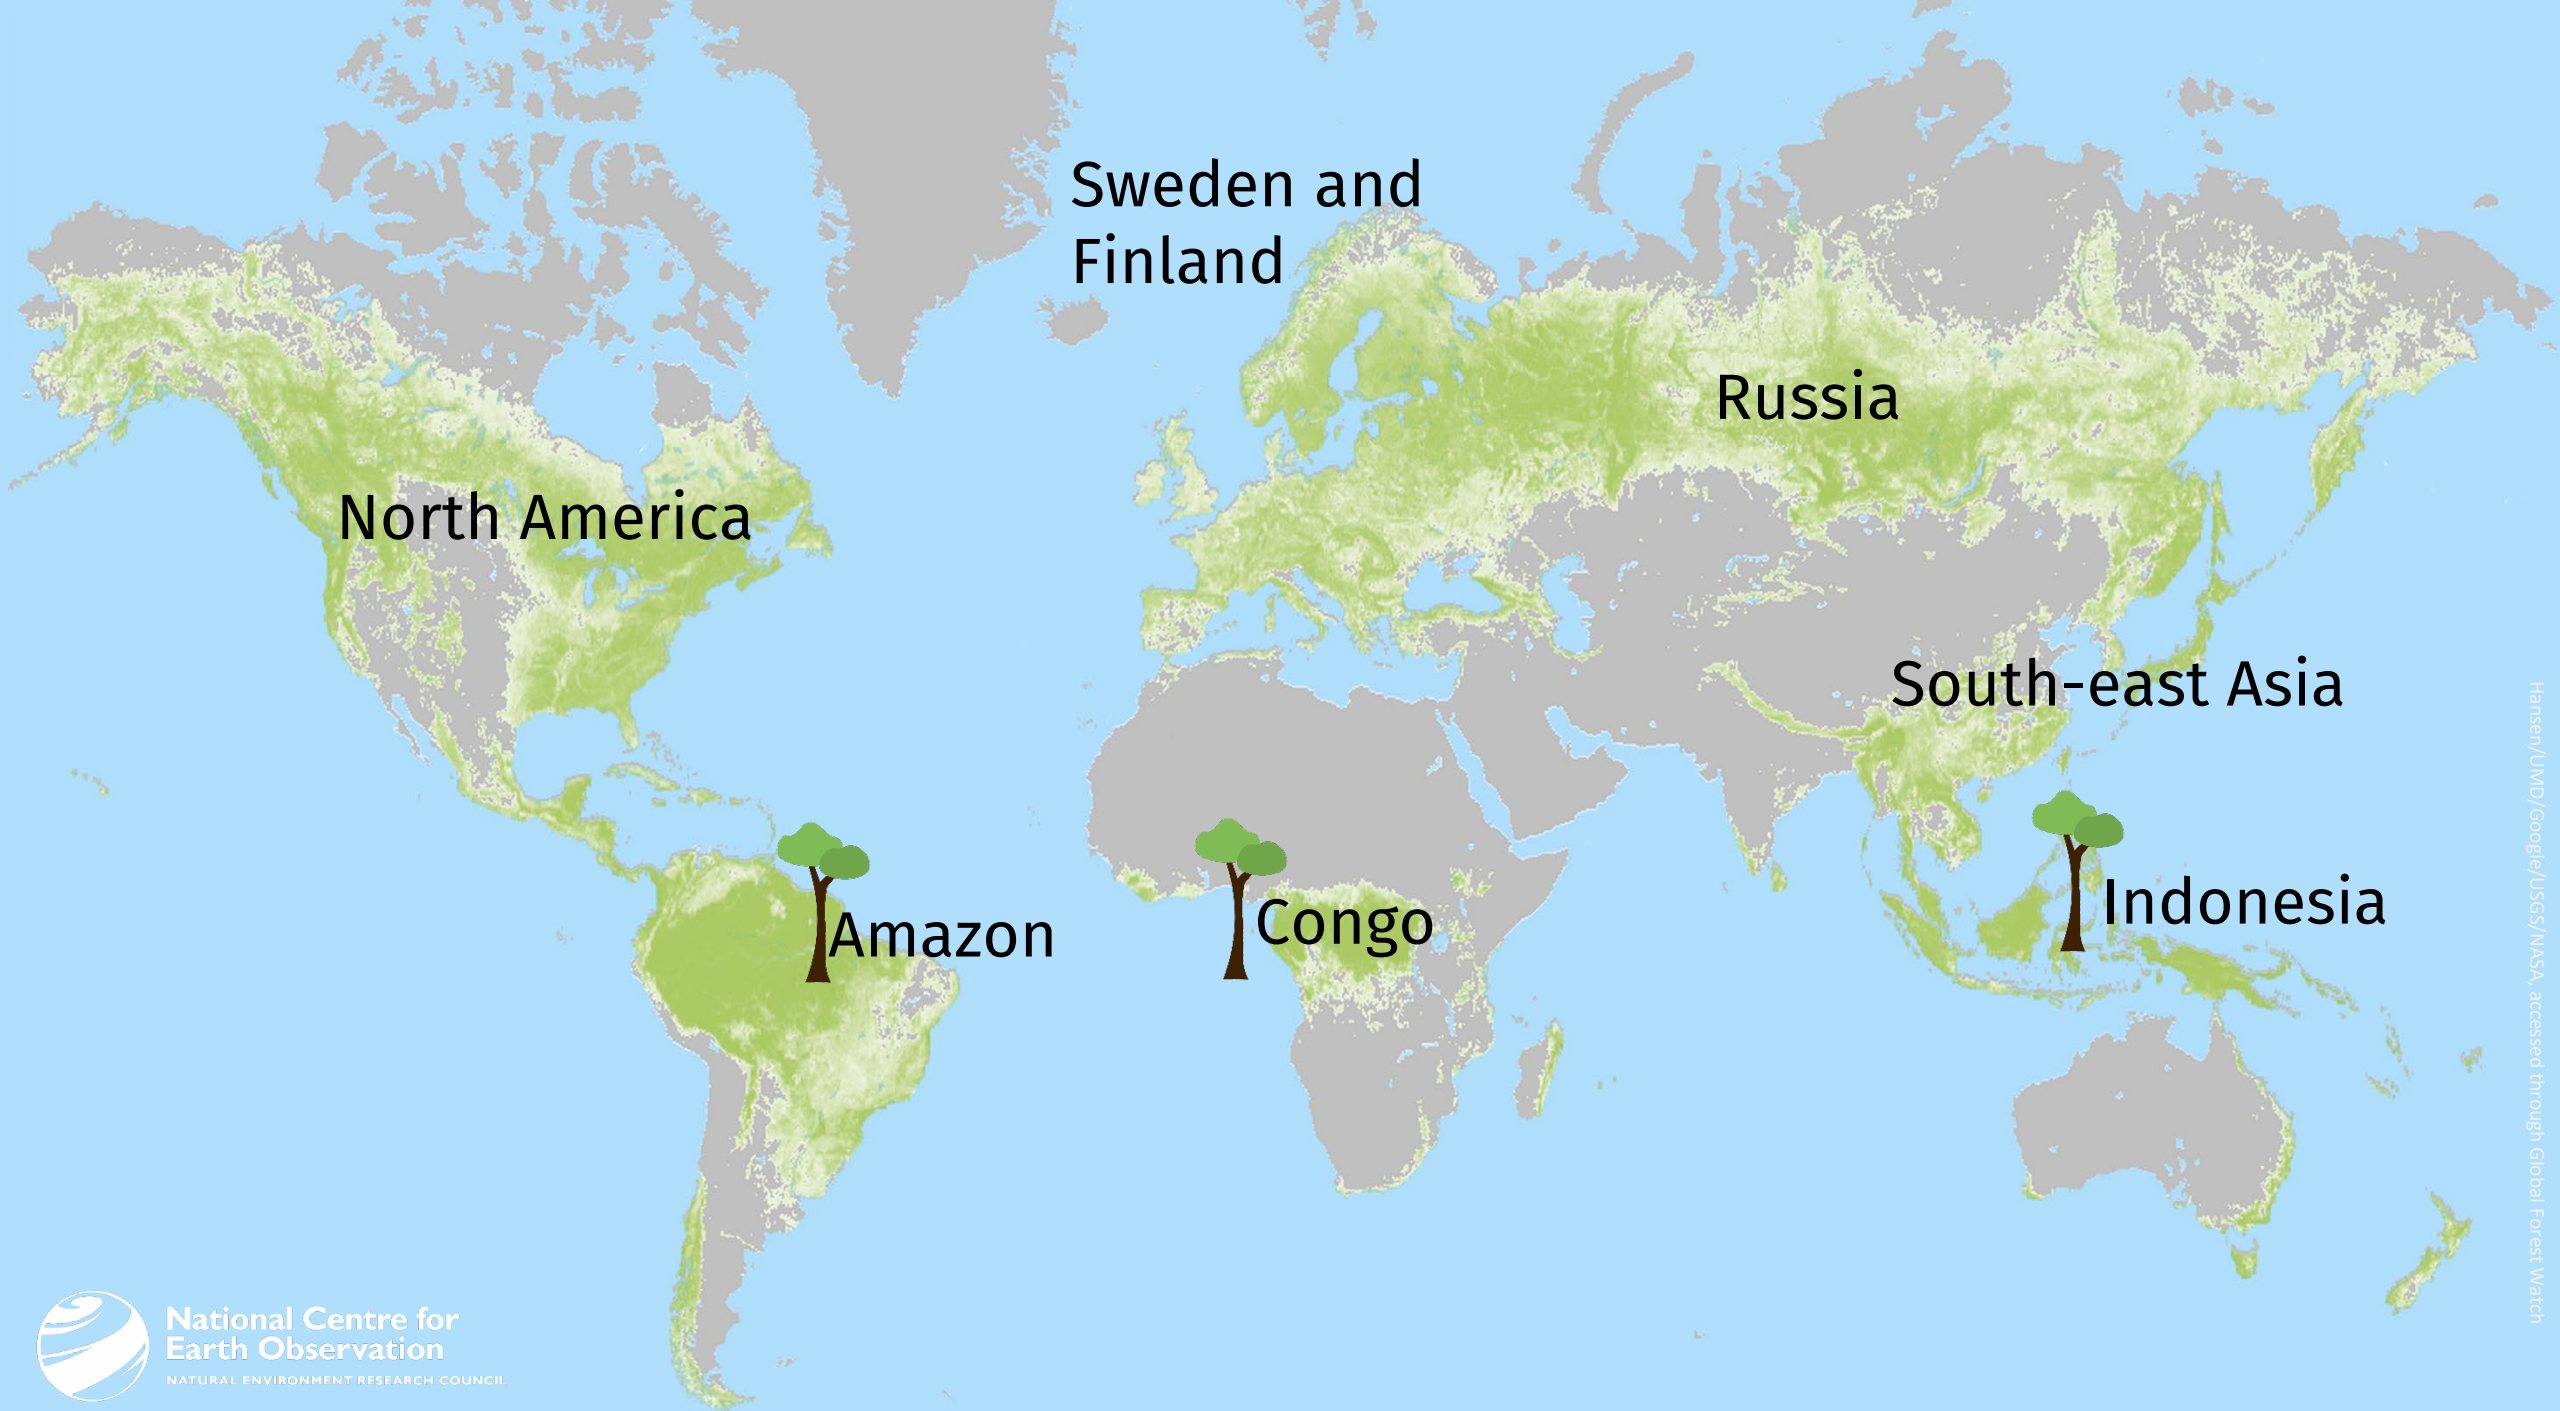 Sweden and
Finland
Russia
North America
South-east Asia
Amazon
Congo
Indonesia
Hansen/UMD/Google/USGS/NASA, accessed through Global Forest Watch
National Centre for
Earth Observation
NATURAL ENVIRONMENT RESEARCH COUNCIL